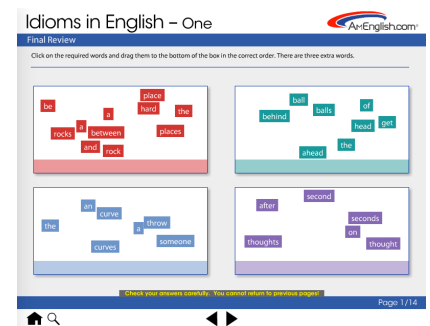 Idioms in English – One
AMEnglish.com®
Final Review
Click on the required words and drag them to the bottom of the box in the correct order. There are three extra words.
place
be
hard
the
a
a
rocks
between
places
and
rock
ball
of
balls
behind
get
head
the
ahead
an
curve
throw
the
a
curves
someone
second
after
seconds
on
thoughts
thought
Check your answers carefully. You cannot return to previous pages!
Page 1/14